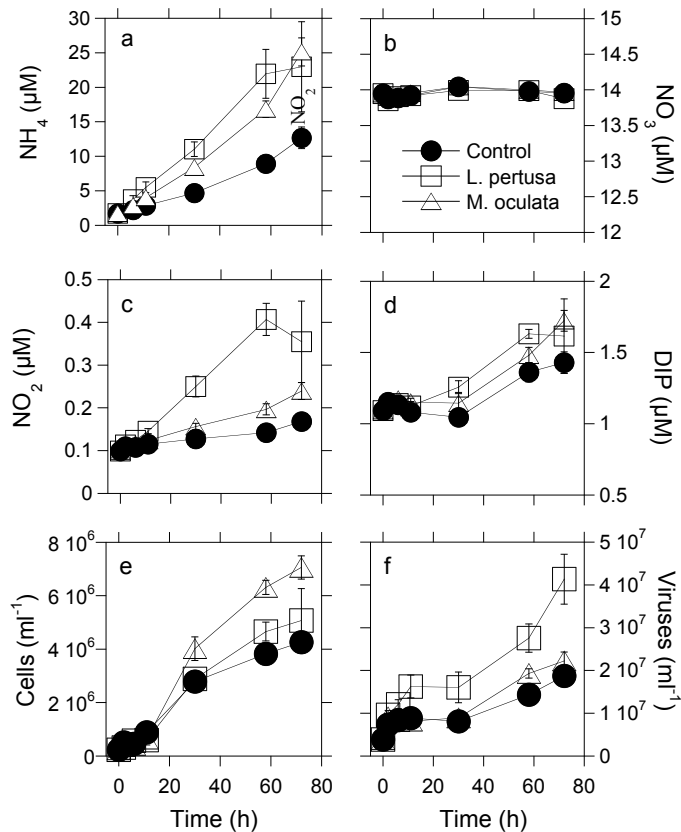 a
30
25
20
15
10
5
0
NH4 (μM)
NO2
b
15
14.5
14
13.5
13
12.5
12
NO3 (μM)
Control
L. pertusa
M. oculata
c
0.5
0.4
0.3
0.2
0.1
0
NO2 (μM)
d
2
1.5
1
0.5
DIP (μM)
e
8 10^6
6 10^6
4 10^6
2 10^6
0
Cells (ml^-1)
0 20 40 60 80
Time (h)
f
5 10^7
4 10^7
3 10^7
2 10^7
1 10^7
0
Viruses (ml^-1)
0 20 40 60 80
Time (h)